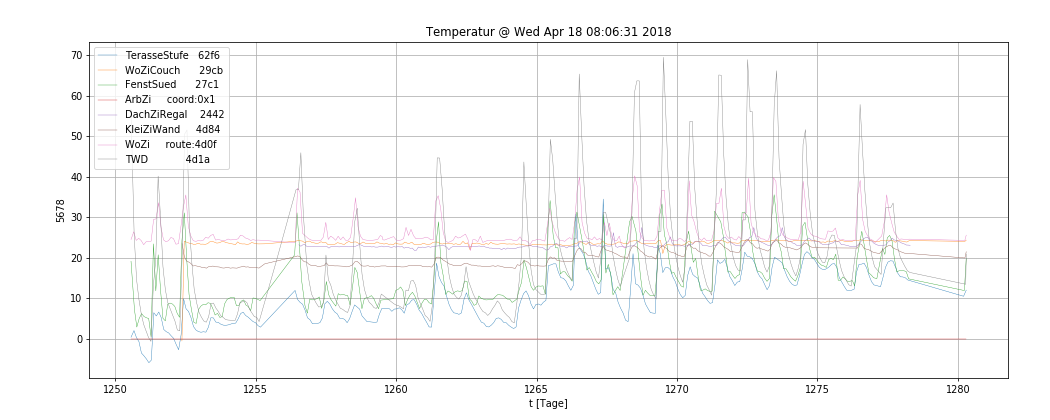 Temperatur @ Wed Apr 18 08:06:31 2018
TerasseStufe 62f6
WoZiCouch 29cb
FenstSued 27c1
ArbZi coord:0x1
DachZiRegal 2442
KleiZiWand 4d84
WoZi route:4d0f
TWD 4d1a
70
60
50
40
30
20
10
0
5678
1250 1255 1260 1265 1270 1275 1280
t [Tage]